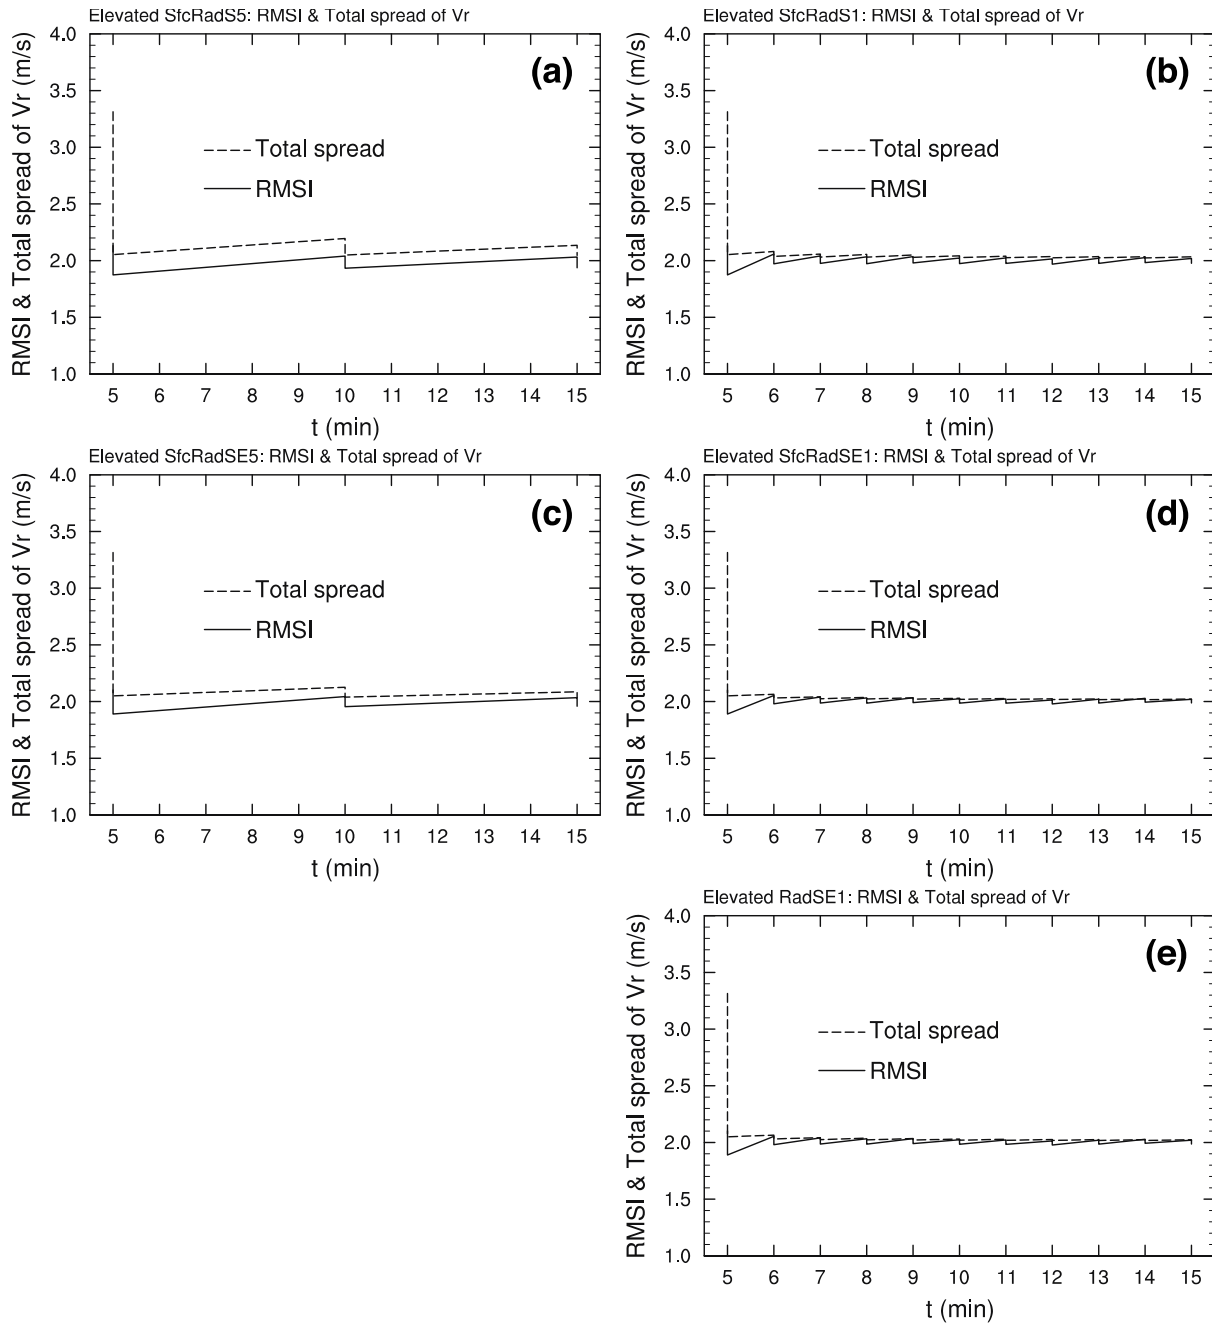 Elevated SfcRadS5: RMSI & Total spread of Vr
RMSI & Total spread of Vr (m/s)
4.0
3.5
3.0
2.5
2.0
1.5
1.0
(a)
Total spread
RMSI
5 6 7 8 9 10 11 12 13 14 15
t (min)
Elevated SfcRadS1: RMSI & Total spread of Vr
RMSI & Total spread of Vr (m/s)
4.0
3.5
3.0
2.5
2.0
1.5
1.0
(b)
Total spread
RMSI
5 6 7 8 9 10 11 12 13 14 15
t (min)
Elevated SfcRadSE5: RMSI & Total spread of Vr
RMSI & Total spread of Vr (m/s)
4.0
3.5
3.0
2.5
2.0
1.5
1.0
(c)
Total spread
RMSI
5 6 7 8 9 10 11 12 13 14 15
t (min)
Elevated SfcRadSE1: RMSI & Total spread of Vr
RMSI & Total spread of Vr (m/s)
4.0
3.5
3.0
2.5
2.0
1.5
1.0
(d)
Total spread
RMSI
5 6 7 8 9 10 11 12 13 14 15
t (min)
Elevated RadSE1: RMSI & Total spread of Vr
RMSI & Total spread of Vr (m/s)
4.0
3.5
3.0
2.5
2.0
1.5
1.0
(e)
Total spread
RMSI
5 6 7 8 9 10 11 12 13 14 15
t (min)